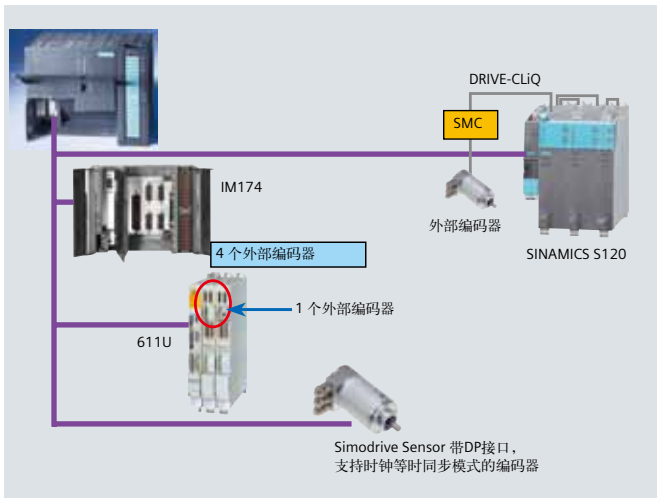 DRIVE-CLiQ
SMC
IM174
外部编码器
SINAMICS S120
4 个外部编码器
1 个外部编码器
611U
Simodrive Sensor 带DP接口，
支持时钟等时同步模式的编码器